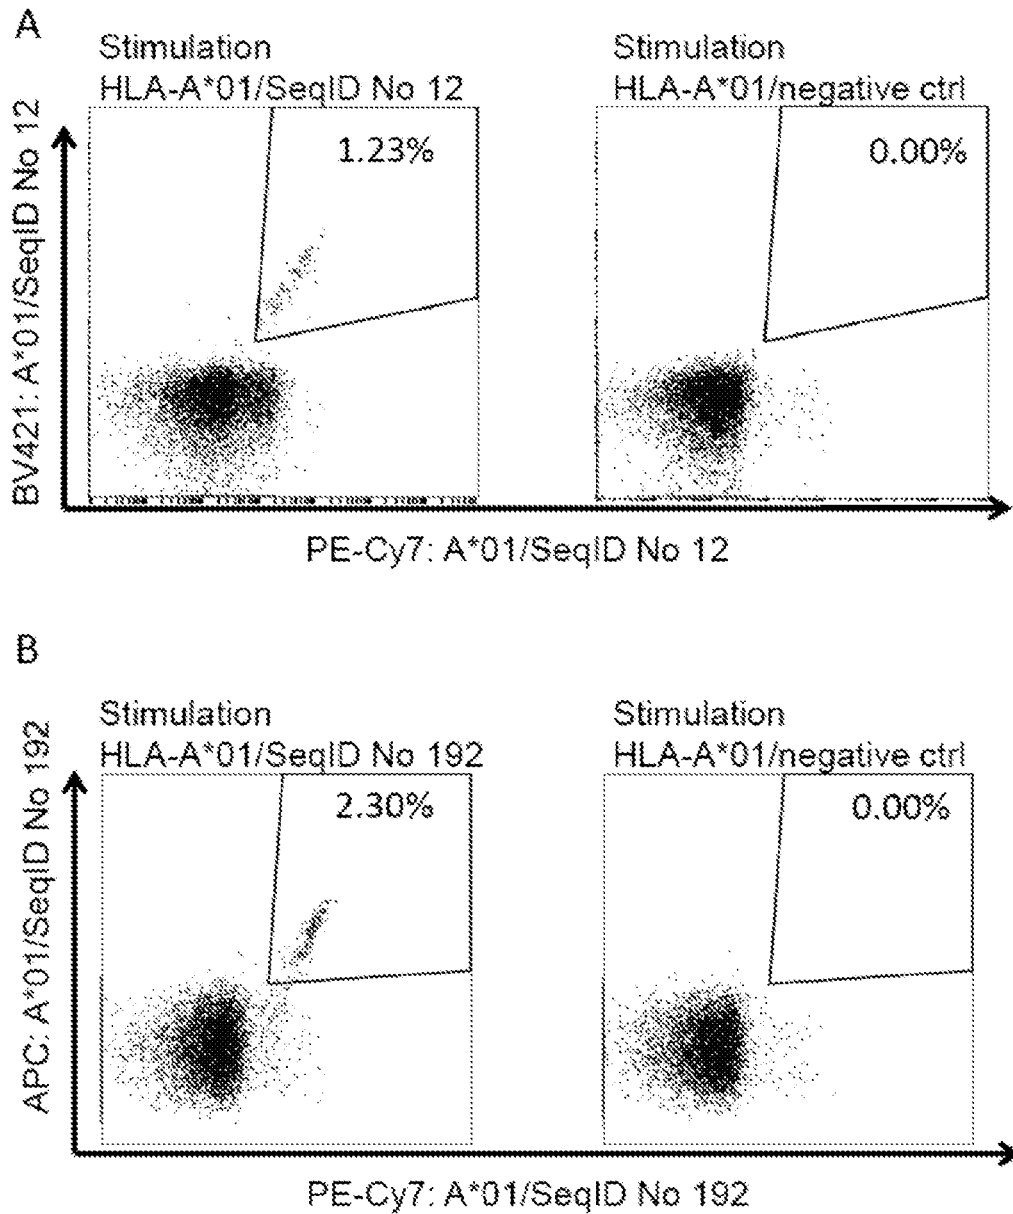 A
Stimulation
HLA-A*01/SeqID No 12
Stimulation
HLA-A*01/negative ctrl
1.23%
0.00%
BV421: A*01/SeqID No 12
PE-Cy7: A*01/SeqID No 12
B
Stimulation
HLA-A*01/SeqID No 192
Stimulation
HLA-A*01/negative ctrl
2.30%
0.00%
APC: A*01/SeqID No 192
PE-Cy7: A*01/SeqID No 192